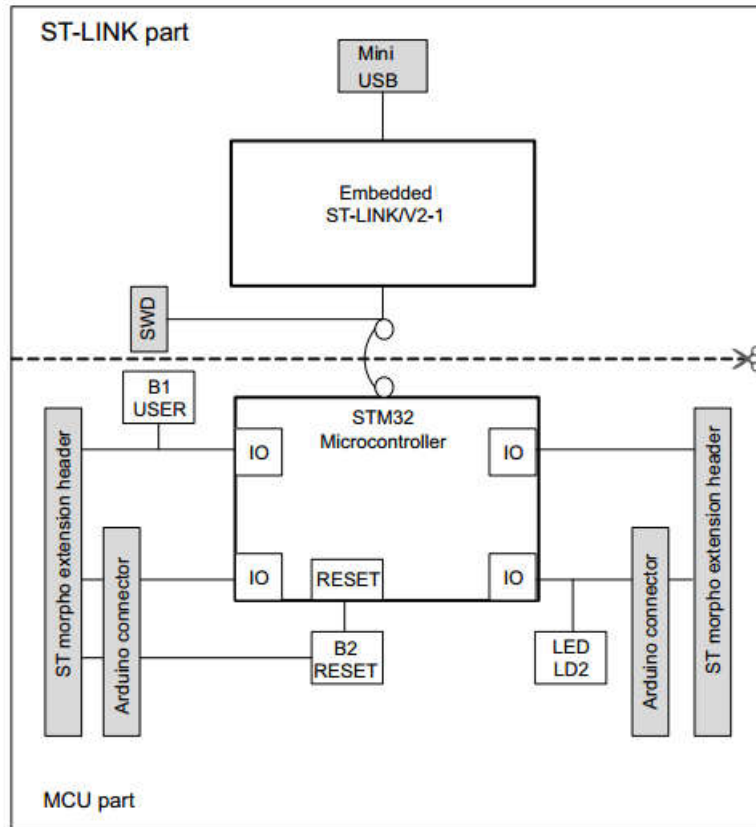 ST-LINK part
Mini
USB
Embedded
ST-LINK/V2-1
SWD
B1
USER
STM32
Microcontroller
IO
IO
ST morpho extension header
Arduino connector
IO
RESET
IO
Arduino connector
ST morpho extension header
B2
RESET
LED
LD2
MCU part